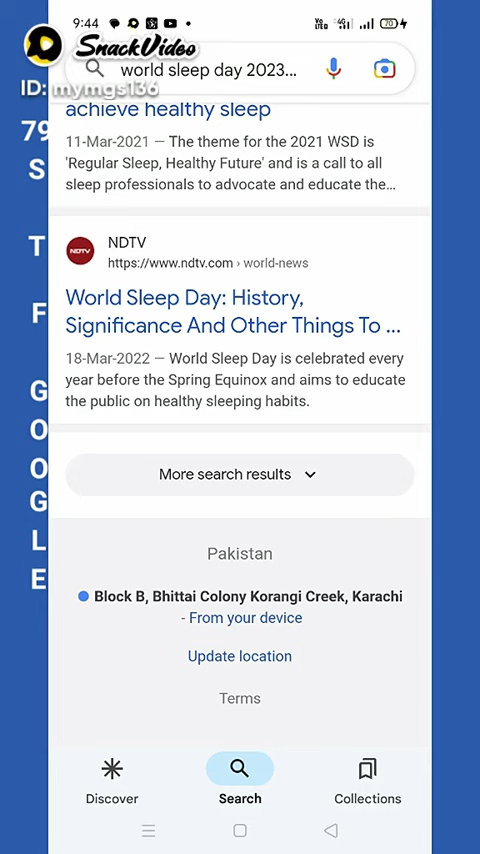 9:44
70
SnackVideo
world sleep day 2023...
ID: mymgs136
79
S
T
F
G
O
O
G
L
E
achieve healthy sleep
11-Mar-2021 — The theme for the 2021 WSD is
'Regular Sleep, Healthy Future' and is a call to all
sleep professionals to advocate and educate the...
NDTV
NDTV
https://www.ndtv.com › world-news
World Sleep Day: History,
Significance And Other Things To ...
18-Mar-2022 — World Sleep Day is celebrated every
year before the Spring Equinox and aims to educate
the public on healthy sleeping habits.
More search results
Pakistan
Block B, Bhittai Colony Korangi Creek, Karachi
- From your device
Update location
Terms
Discover
Search
Collections